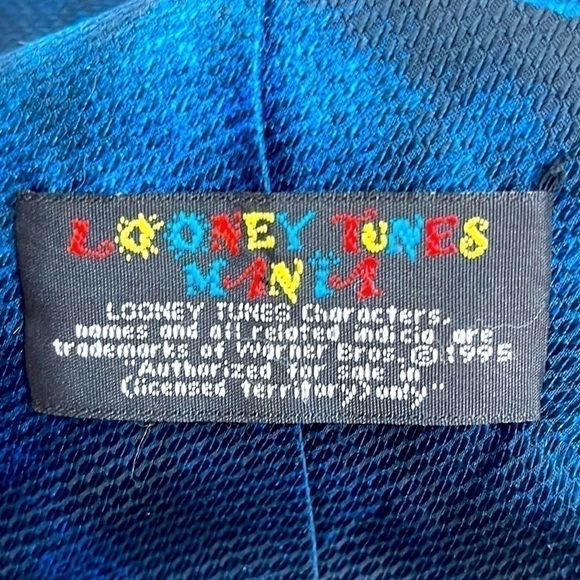 LOONEY TUNES
MANIA
LOONEY TUNES Characters,
names and all related indicia are
trademarks of Warner Bros. © 1995
Authorized for sale in
(licensed territory) only"